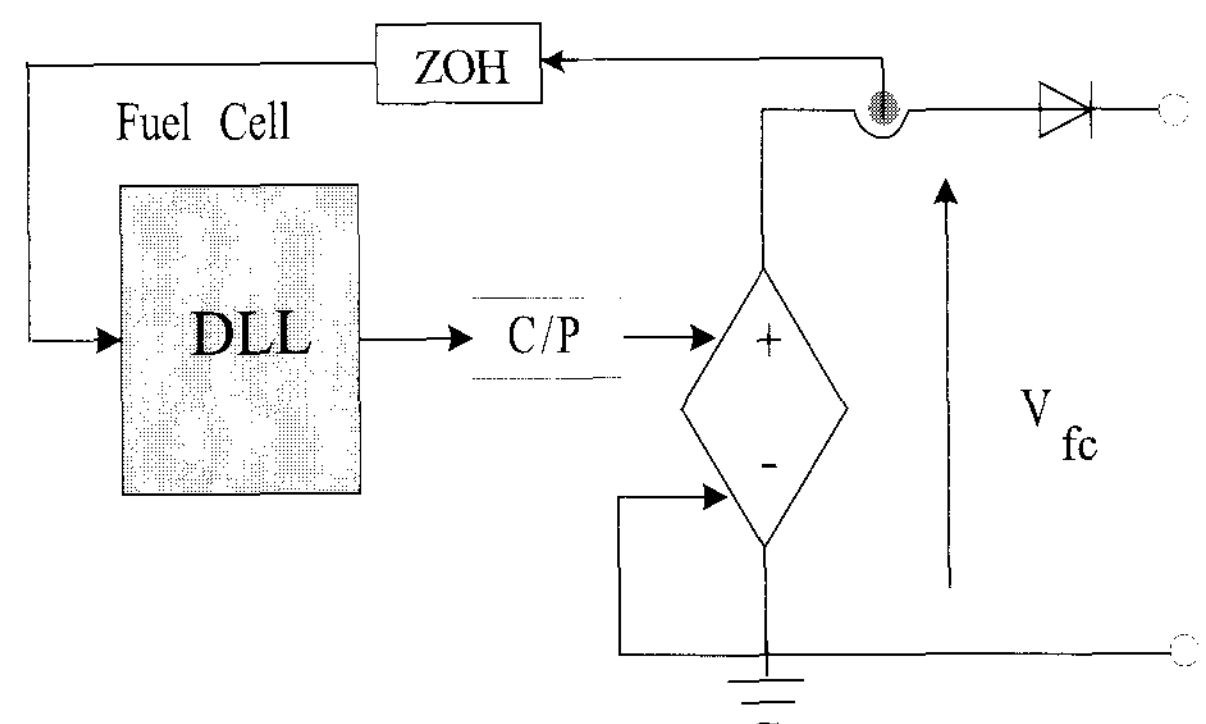 ZOH
Fuel Cell
DLL
C/P
+
-
V
fc